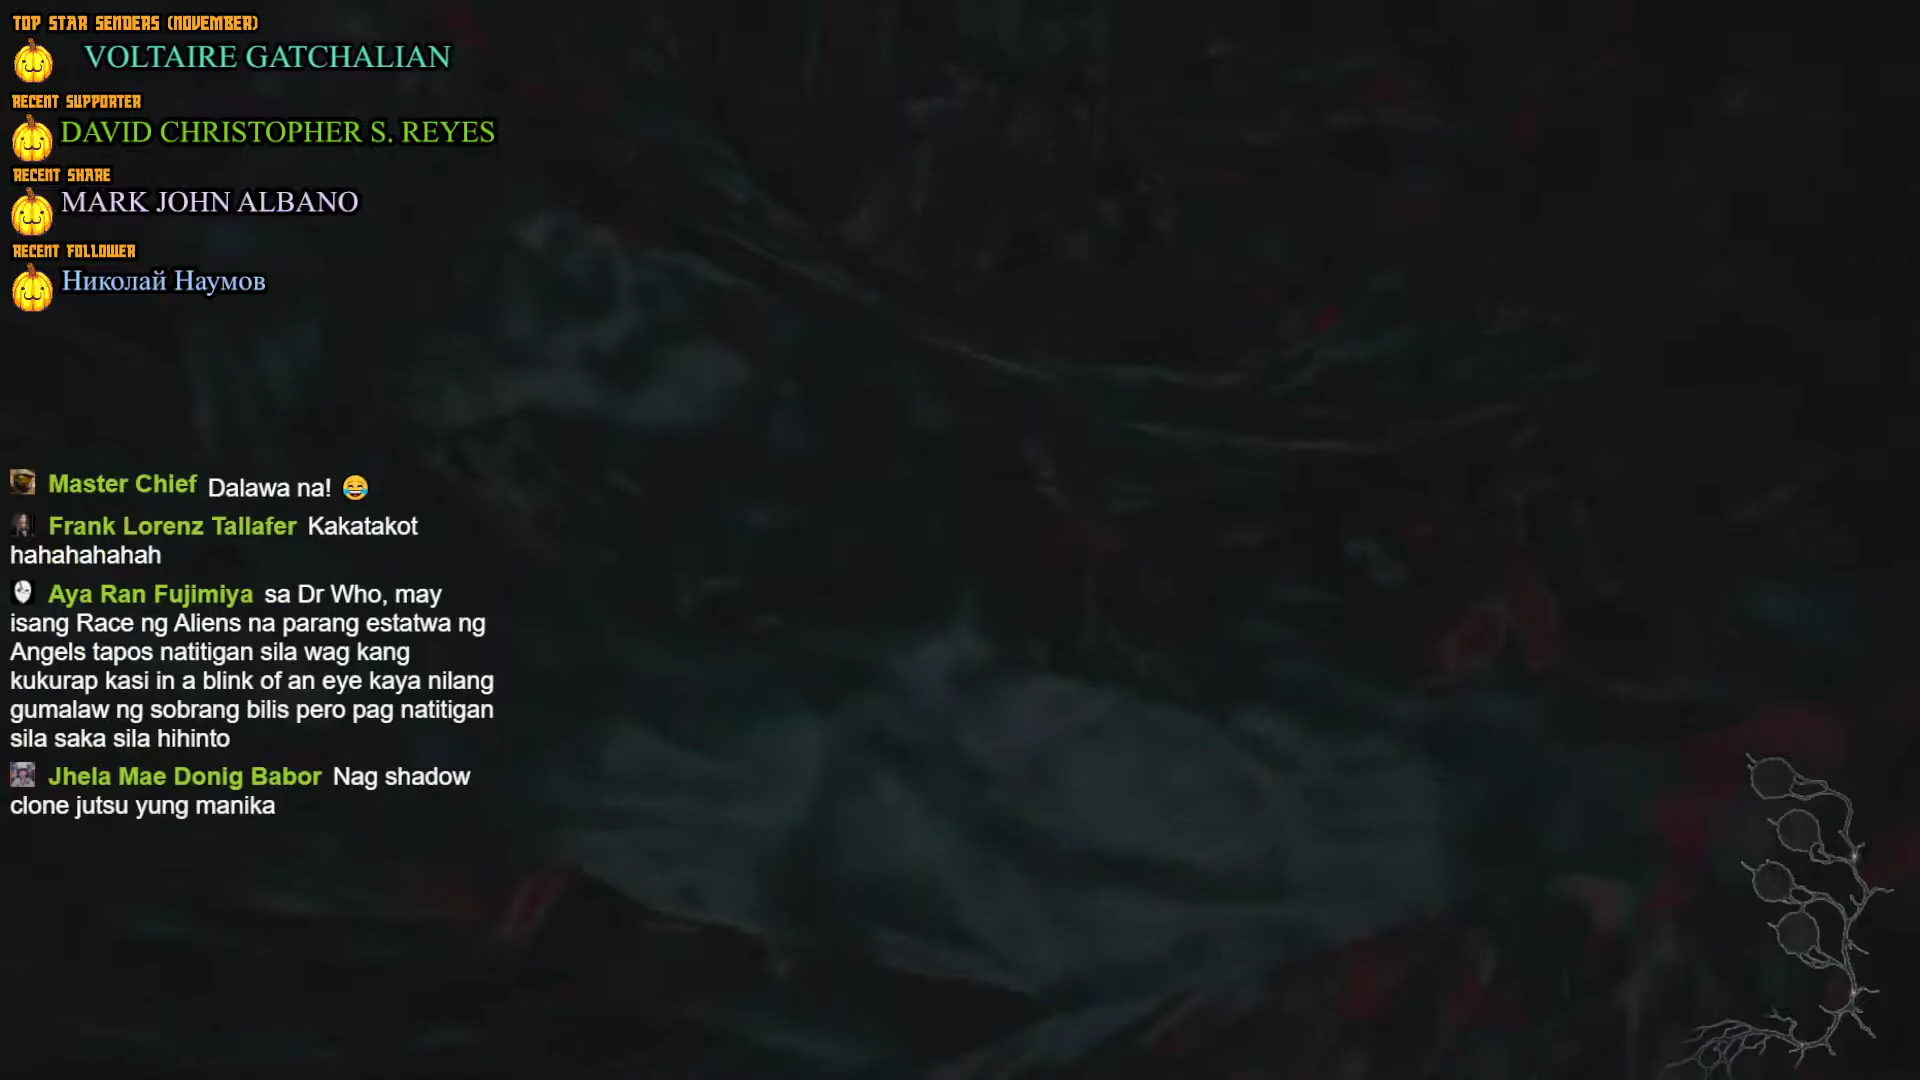 TOP STAR SENDERS (NOVEMBER)
VOLTAIRE GATCHALIAN
RECENT SUPPORTER
DAVID CHRISTOPHER S. REYES
RECENT SHARE
MARK JOHN ALBANO
RECENT FOLLOWER
Николай Наумов
Master Chief Dalawa na! 😂
Frank Lorenz Tallafer Kakatakot
hahahahahah
Aya Ran Fujimiya sa Dr Who, may
isang Race ng Aliens na parang estatwa ng
Angels tapos natitigan sila wag kang
kukurap kasi in a blink of an eye kaya nilang
gumalaw ng sobrang bilis pero pag natitigan
sila saka sila hihinto
Jhela Mae Donig Babor Nag shadow
clone jutsu yung manika